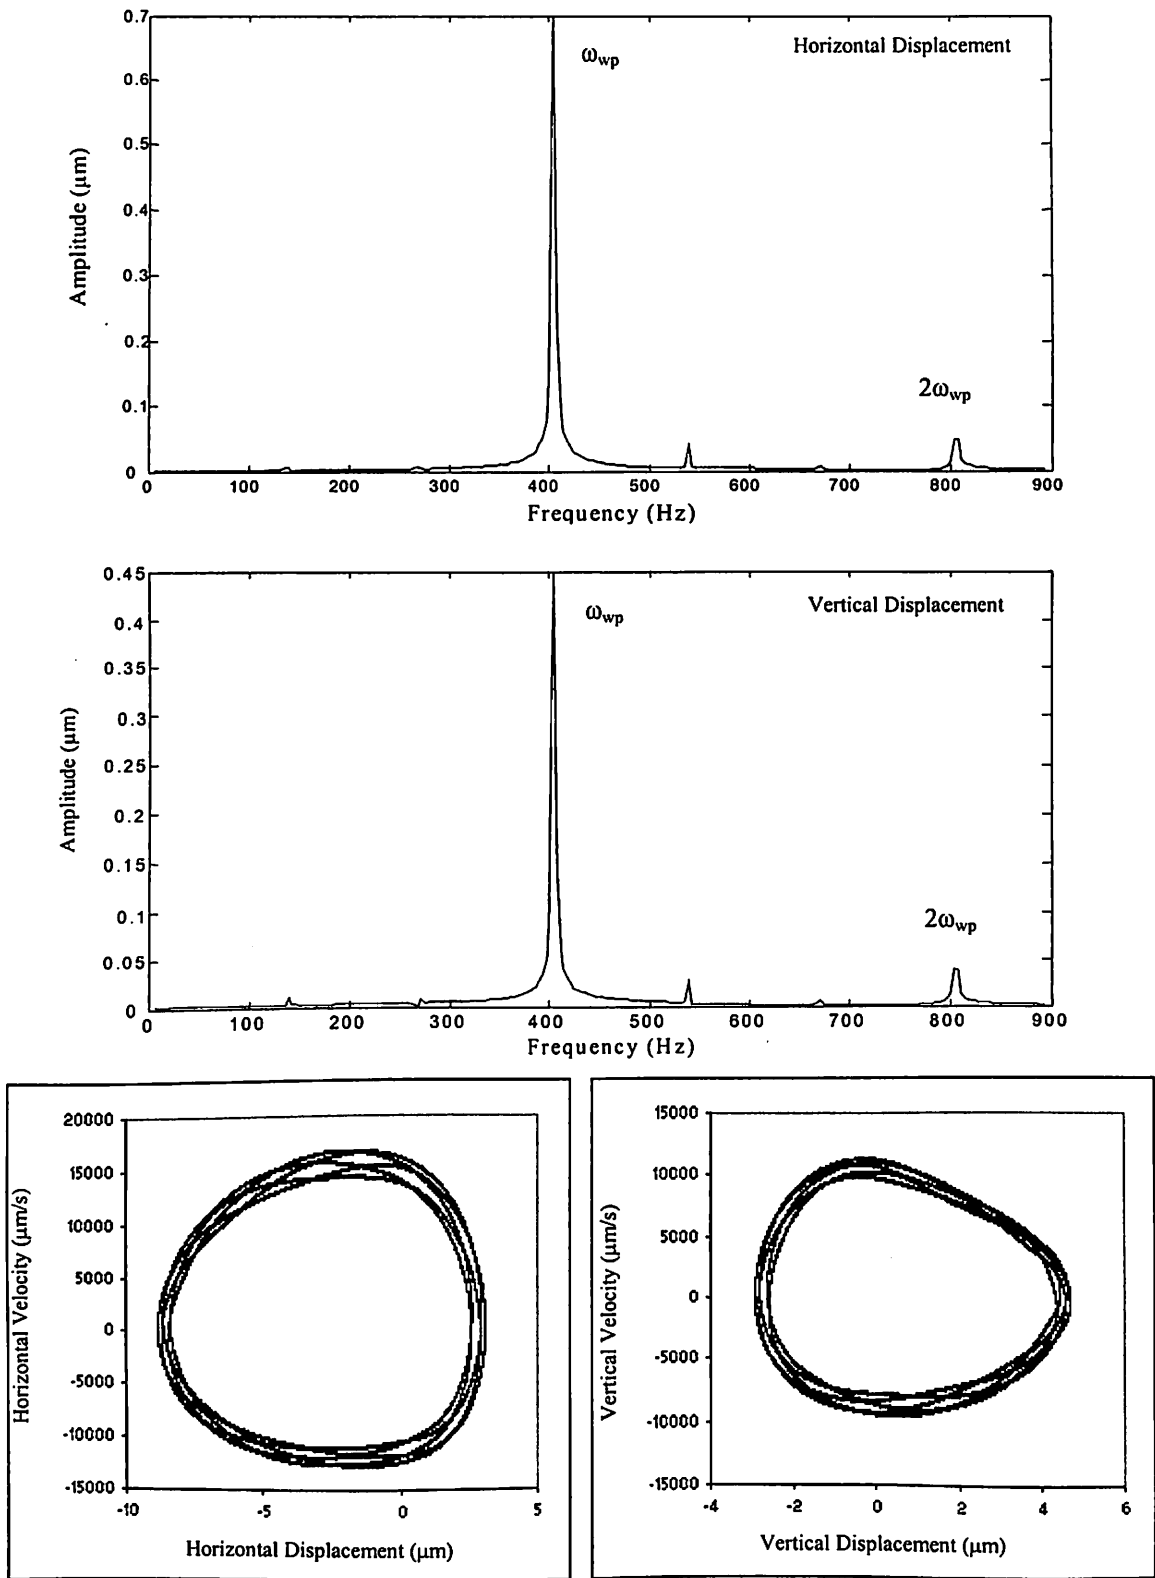 0.7
0.6
0.5
0.4
0.3
0.2
0.1
0
Amplitude (μm)
ωwp
Horizontal Displacement
2ωwp
0 100 200 300 400 500 600 700 800 900
Frequency (Hz)
0.45
0.4
0.35
0.3
0.25
0.2
0.15
0.1
0.05
0
Amplitude (μm)
ωwp
Vertical Displacement
2ωwp
0 100 200 300 400 500 600 700 800 900
Frequency (Hz)
20000
15000
10000
5000
0
-5000
-10000
-15000
Horizontal Velocity (μm/s)
-10 -5 0 5
Horizontal Displacement (μm)
15000
10000
5000
0
-5000
-10000
-15000
Vertical Velocity (μm/s)
-4 -2 0 2 4 6
Vertical Displacement (μm)